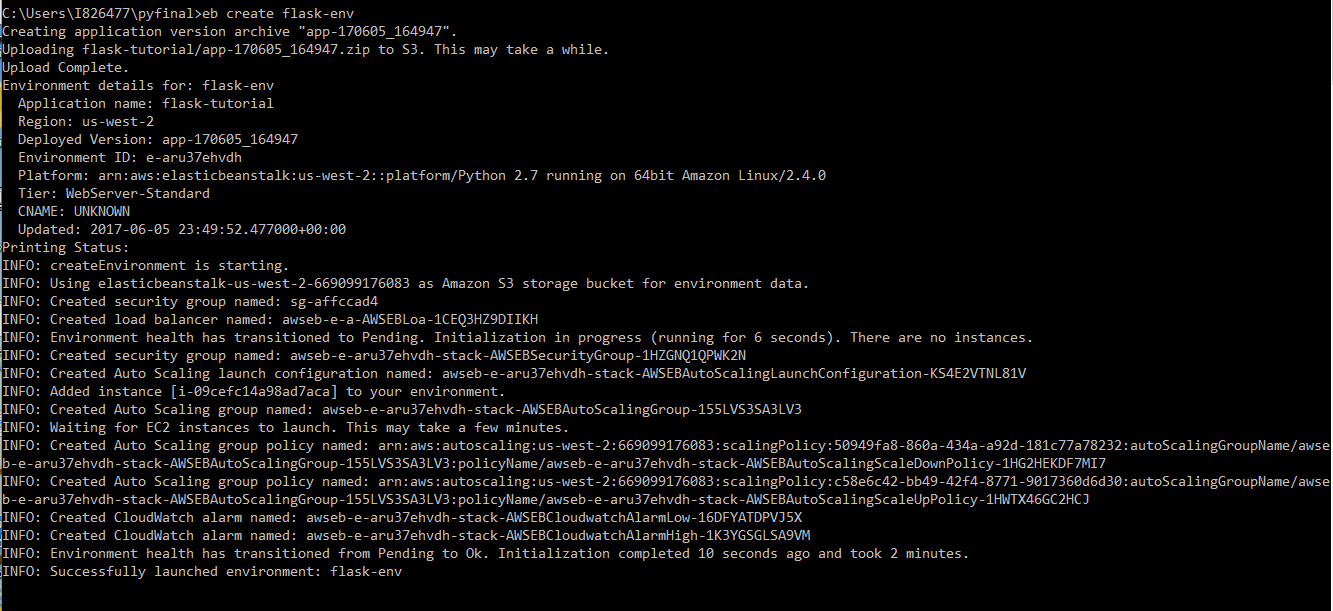 C:\Users\I826477\pyfinal>eb create flask-env
Creating application version archive "app-170605_164947".
Uploading flask-tutorial/app-170605_164947.zip to S3. This may take a while.
Upload Complete.
Environment details for: flask-env
  Application name: flask-tutorial
  Region: us-west-2
  Deployed Version: app-170605_164947
  Environment ID: e-aru37ehvdh
  Platform: arn:aws:elasticbeanstalk:us-west-2::platform/Python 2.7 running on 64bit Amazon Linux/2.4.0
  Tier: WebServer-Standard
  CNAME: UNKNOWN
  Updated: 2017-06-05 23:49:52.477000+00:00
Printing Status:
INFO: createEnvironment is starting.
INFO: Using elasticbeanstalk-us-west-2-669099176083 as Amazon S3 storage bucket for environment data.
INFO: Created security group named: sg-affccad4
INFO: Created load balancer named: awseb-e-a-AWSEBLoa-1CEQ3HZ9DIIKH
INFO: Environment health has transitioned to Pending. Initialization in progress (running for 6 seconds). There are no instances.
INFO: Created security group named: awseb-e-aru37ehvdh-stack-AWSEBSecurityGroup-1HZGNQ1QPWK2N
INFO: Created Auto Scaling launch configuration named: awseb-e-aru37ehvdh-stack-AWSEBAutoScalingLaunchConfiguration-KS4E2VTNL81V
INFO: Added instance [i-09cefc14a98ad7aca] to your environment.
INFO: Created Auto Scaling group named: awseb-e-aru37ehvdh-stack-AWSEBAutoScalingGroup-155LVS3SA3LV3
INFO: Waiting for EC2 instances to launch. This may take a few minutes.
INFO: Created Auto Scaling group policy named: arn:aws:autoscaling:us-west-2:669099176083:scalingPolicy:50949fa8-860a-434a-a92d-181c77a78232:autoScalingGroupName/awse
b-e-aru37ehvdh-stack-AWSEBAutoScalingGroup-155LVS3SA3LV3:policyName/awseb-e-aru37ehvdh-stack-AWSEBAutoScalingScaleDownPolicy-1HG2HEKDF7MI7
INFO: Created Auto Scaling group policy named: arn:aws:autoscaling:us-west-2:669099176083:scalingPolicy:c58e6c42-bb49-42f4-8771-9017360d6d30:autoScalingGroupName/awse
b-e-aru37ehvdh-stack-AWSEBAutoScalingGroup-155LVS3SA3LV3:policyName/awseb-e-aru37ehvdh-stack-AWSEBAutoScalingScaleUpPolicy-1HWTX46GC2HCJ
INFO: Created CloudWatch alarm named: awseb-e-aru37ehvdh-stack-AWSEBCloudwatchAlarmLow-16DFYATDPVJ5X
INFO: Created CloudWatch alarm named: awseb-e-aru37ehvdh-stack-AWSEBCloudwatchAlarmHigh-1K3YGSGLSA9VM
INFO: Environment health has transitioned from Pending to Ok. Initialization completed 10 seconds ago and took 2 minutes.
INFO: Successfully launched environment: flask-env